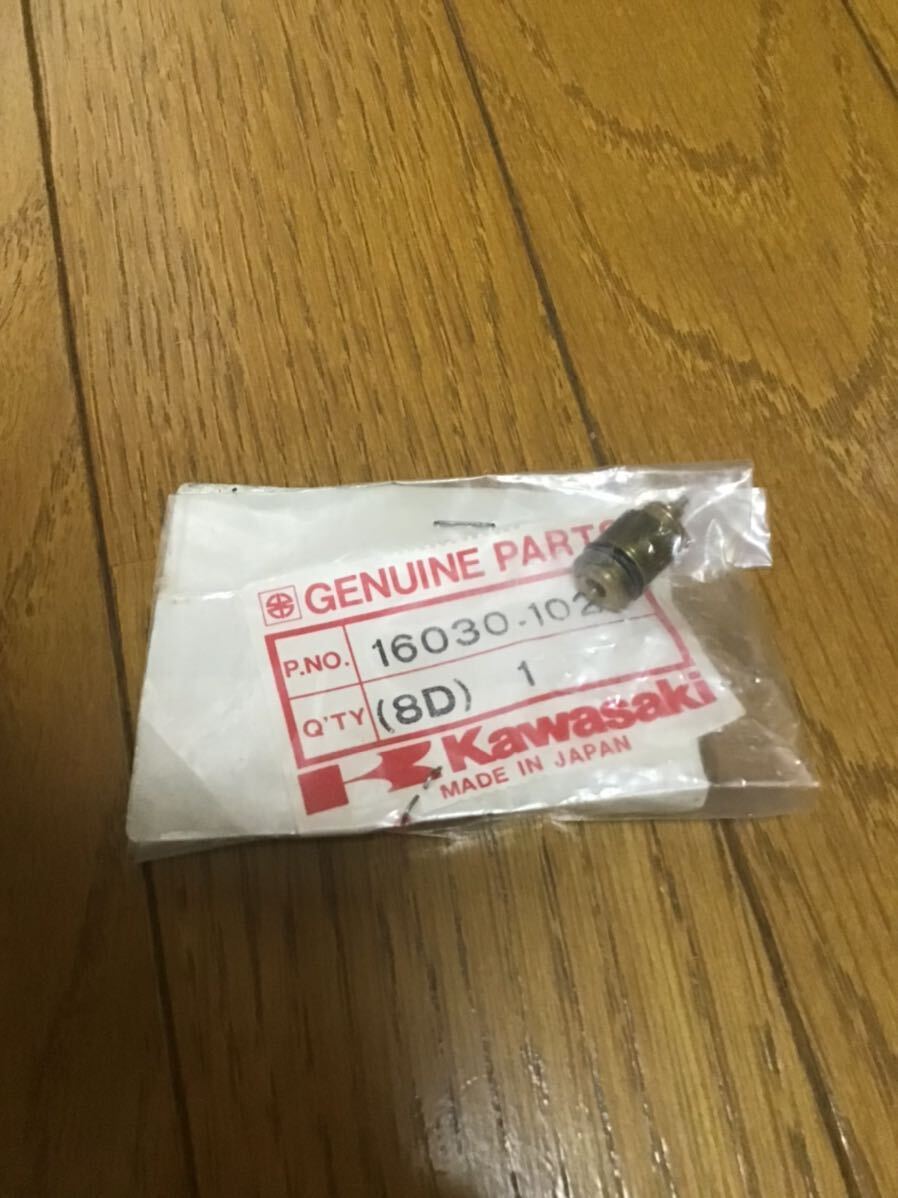 GENUINE PARTS
P.NO. 16030-102
Q'TY (8D) 1
Kawasaki
MADE IN JAPAN